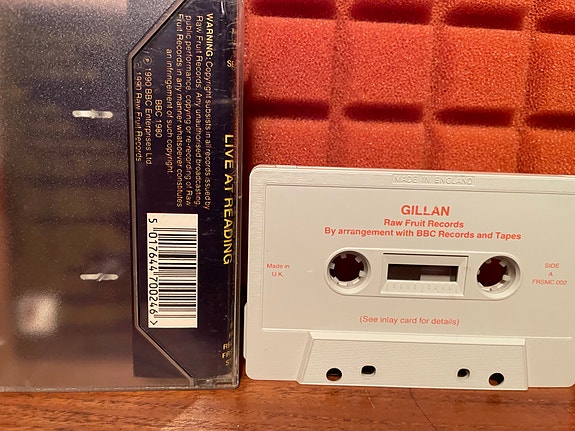 WARNING: Copyright subsists in all records issued by
Raw Fruit Records. Any unauthorised broadcasting
public performance, copying or re-recording of Raw
Fruit Records in any manner whatsoever constitutes
an infringement of such copyright.
BBC 1980
℗ 1990 BBC Enterprises Ltd.
© 1990 Raw Fruit Records
5 017644 700246 >
LIVE AT READING
MADE IN ENGLAND
GILLAN
Raw Fruit Records
By arrangement with BBC Records and Tapes
Made in
U.K.
SIDE
A
FRSMC 002
(See inlay card for details)